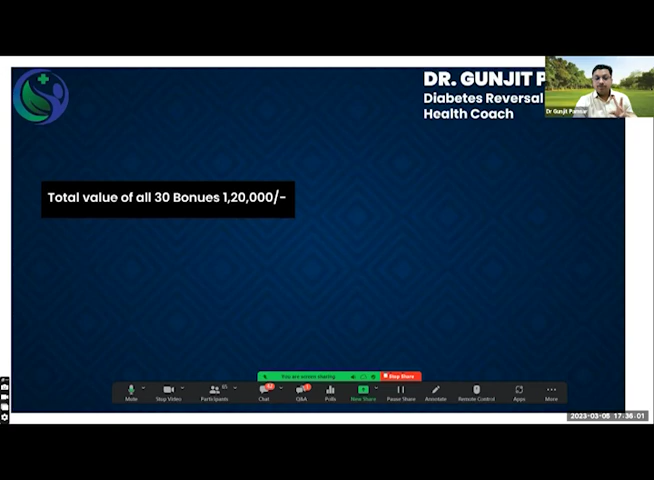 DR. GUNJIT P
Diabetes Reversal
Health Coach
Dr Gunjit Parmar
Total value of all 30 Bonues 1,20,000/-
You are screen sharing
Stop Share
Mute
Stop Video
Participants
Chat
Q&A
Polls
New Share
Pause Share
Annotate
Remote Control
Apps
More
2023-03-06 17:36:01